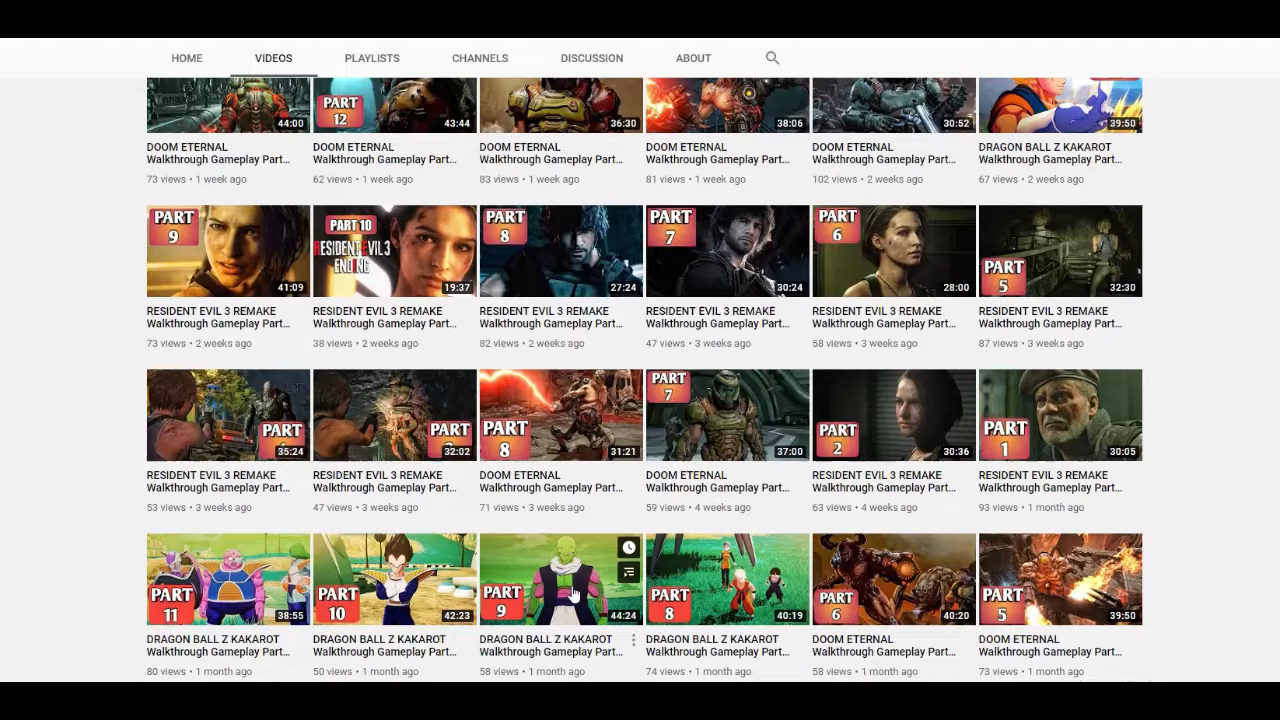 HOME VIDEOS PLAYLISTS CHANNELS DISCUSSION ABOUT
PART
12
44:00 43:44 36:30 38:06 30:52 39:50
DOOM ETERNAL DOOM ETERNAL DOOM ETERNAL DOOM ETERNAL DOOM ETERNAL DRAGON BALL Z KAKAROT
Walkthrough Gameplay Part... Walkthrough Gameplay Part... Walkthrough Gameplay Part... Walkthrough Gameplay Part... Walkthrough Gameplay Part... Walkthrough Gameplay Part...
73 views • 1 week ago 62 views • 1 week ago 83 views • 1 week ago 81 views • 1 week ago 102 views • 2 weeks ago 67 views • 2 weeks ago
PART PART 10 PART PART PART
9 RESIDENT EVIL 3 8 7 6 PART
ENDING 5
41:09 19:37 27:24 30:24 28:00 32:30
RESIDENT EVIL 3 REMAKE RESIDENT EVIL 3 REMAKE RESIDENT EVIL 3 REMAKE RESIDENT EVIL 3 REMAKE RESIDENT EVIL 3 REMAKE RESIDENT EVIL 3 REMAKE
Walkthrough Gameplay Part... Walkthrough Gameplay Part... Walkthrough Gameplay Part... Walkthrough Gameplay Part... Walkthrough Gameplay Part... Walkthrough Gameplay Part...
73 views • 2 weeks ago 38 views • 2 weeks ago 82 views • 2 weeks ago 47 views • 3 weeks ago 58 views • 3 weeks ago 87 views • 3 weeks ago
PART
7
PART PART PART PART PART
8 2 1
35:24 32:02 31:21 37:00 30:36 30:05
RESIDENT EVIL 3 REMAKE RESIDENT EVIL 3 REMAKE DOOM ETERNAL DOOM ETERNAL RESIDENT EVIL 3 REMAKE RESIDENT EVIL 3 REMAKE
Walkthrough Gameplay Part... Walkthrough Gameplay Part... Walkthrough Gameplay Part... Walkthrough Gameplay Part... Walkthrough Gameplay Part... Walkthrough Gameplay Part...
53 views • 3 weeks ago 47 views • 3 weeks ago 71 views • 3 weeks ago 59 views • 4 weeks ago 63 views • 4 weeks ago 93 views • 1 month ago
PART PART PART PART PART PART
11 10 9 8 6 5
38:55 42:23 44:24 40:19 40:20 39:50
DRAGON BALL Z KAKAROT DRAGON BALL Z KAKAROT DRAGON BALL Z KAKAROT DRAGON BALL Z KAKAROT DOOM ETERNAL DOOM ETERNAL
Walkthrough Gameplay Part... Walkthrough Gameplay Part... Walkthrough Gameplay Part... Walkthrough Gameplay Part... Walkthrough Gameplay Part... Walkthrough Gameplay Part...
80 views • 1 month ago 50 views • 1 month ago 58 views • 1 month ago 74 views • 1 month ago 58 views • 1 month ago 73 views • 1 month ago